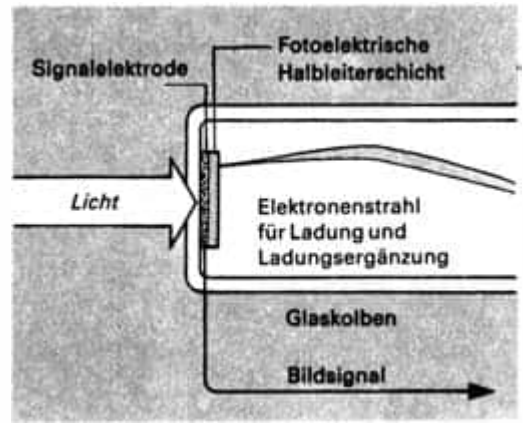 Fotoelektrische
Halbleiterschicht
Signalelektrode
Licht
Elektronenstrahl
für Ladung und
Ladungsergänzung
Glaskolben
Bildsignal